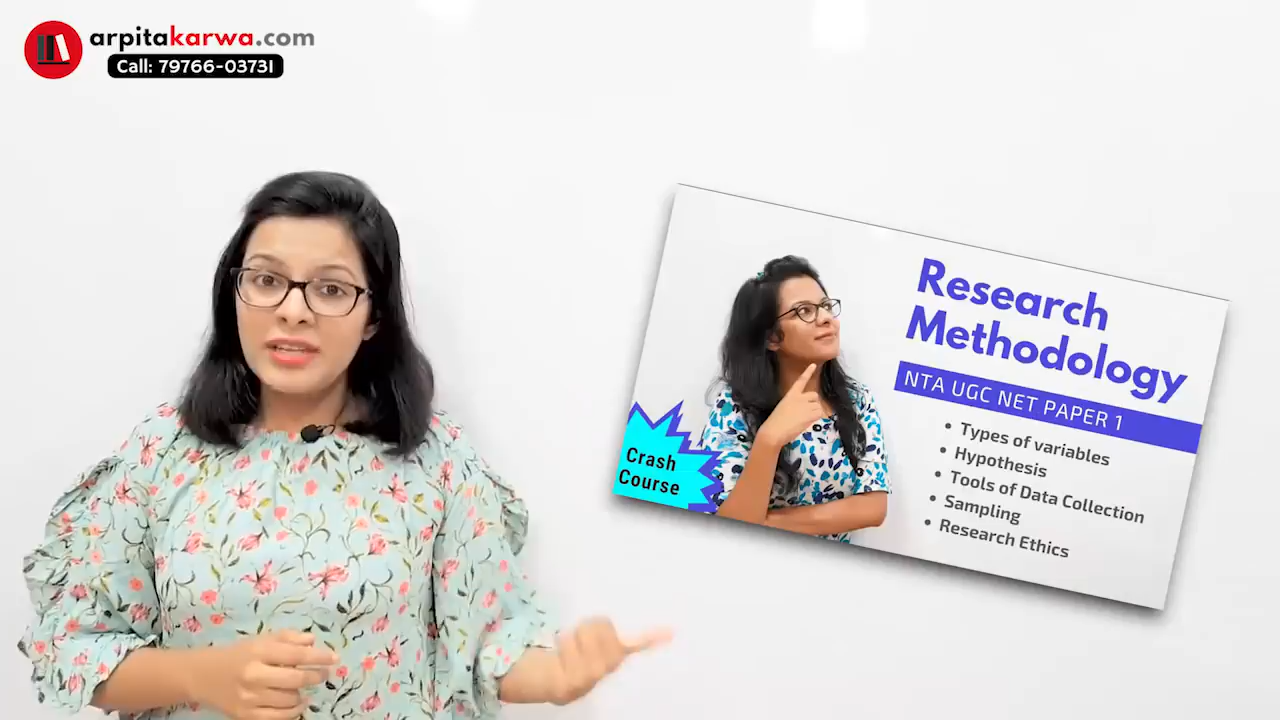 arpitakarwa.com
Call: 79766-03731
Research
Methodology
NTA UGC NET PAPER 1
• Types of variables
• Hypothesis
• Tools of Data Collection
• Sampling
• Research Ethics
Crash
Course